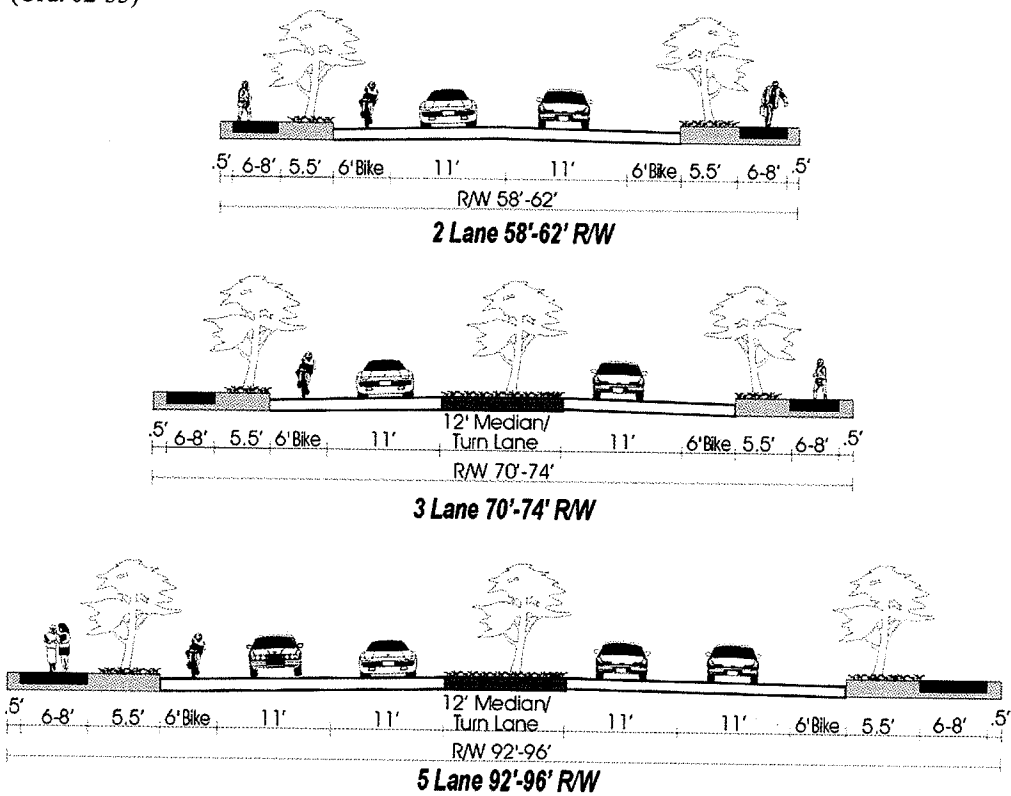 .5' 6-8' 5.5' 6'Bike 11' 11' 6'Bike 5.5' 6-8' .5'
R/W 58'-62'
2 Lane 58'-62' R/W
12' Median/
.5' 6-8' 5.5' 6'Bike 11' Turn Lane 11' 6'Bike 5.5' 6-8' .5'
R/W 70'-74'
3 Lane 70'-74' R/W
12' Median/
.5' 6-8' 5.5' 6'Bike 11' 11' Turn Lane 11' 11' 6'Bike 5.5' 6-8' .5'
R/W 92'-96'
5 Lane 92'-96' R/W